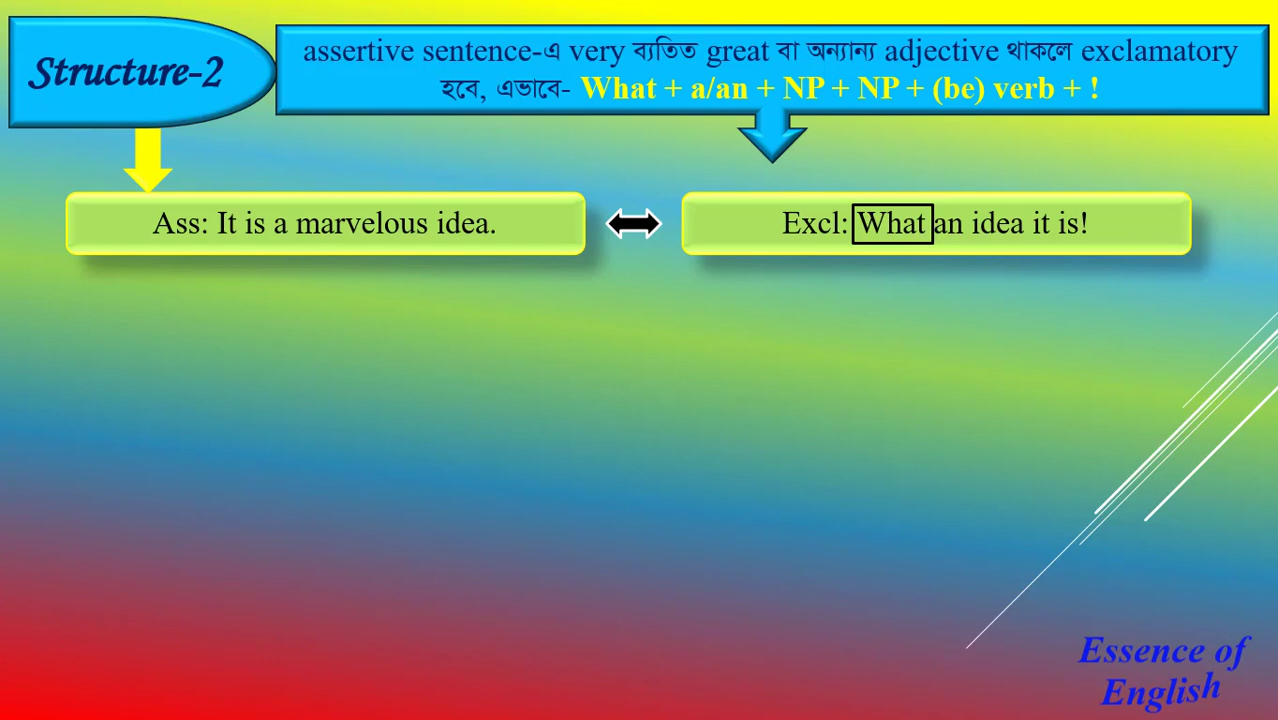 Structure-2
assertive sentence-এ very ব্যতিত great বা অন্যান্য adjective থাকলে exclamatory
হবে, এভাবে- What + a/an + NP + NP + (be) verb + !
Ass: It is a marvelous idea.
Excl: What an idea it is!
Essence of
English